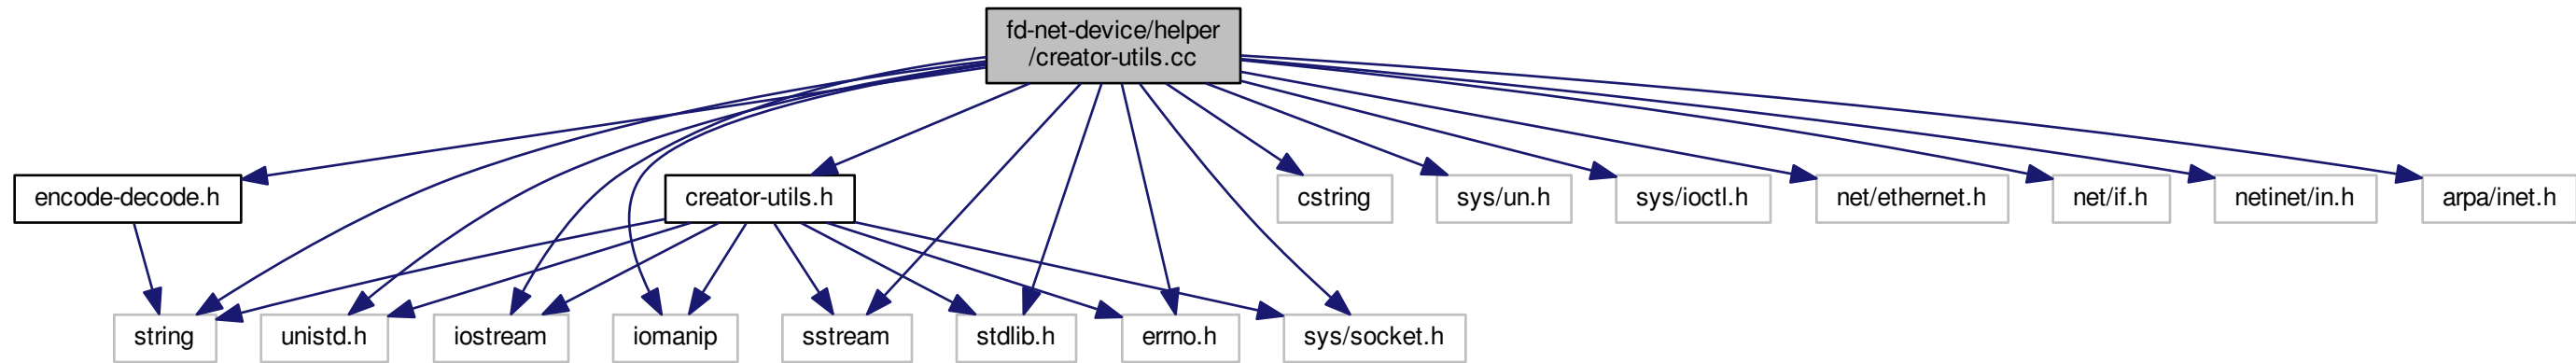 fd-net-device/helper
/creator-utils.cc
encode-decode.h
creator-utils.h
cstring
sys/un.h
sys/ioctl.h
net/ethernet.h
net/if.h
netinet/in.h
arpa/inet.h
string
unistd.h
iostream
iomanip
sstream
stdlib.h
errno.h
sys/socket.h